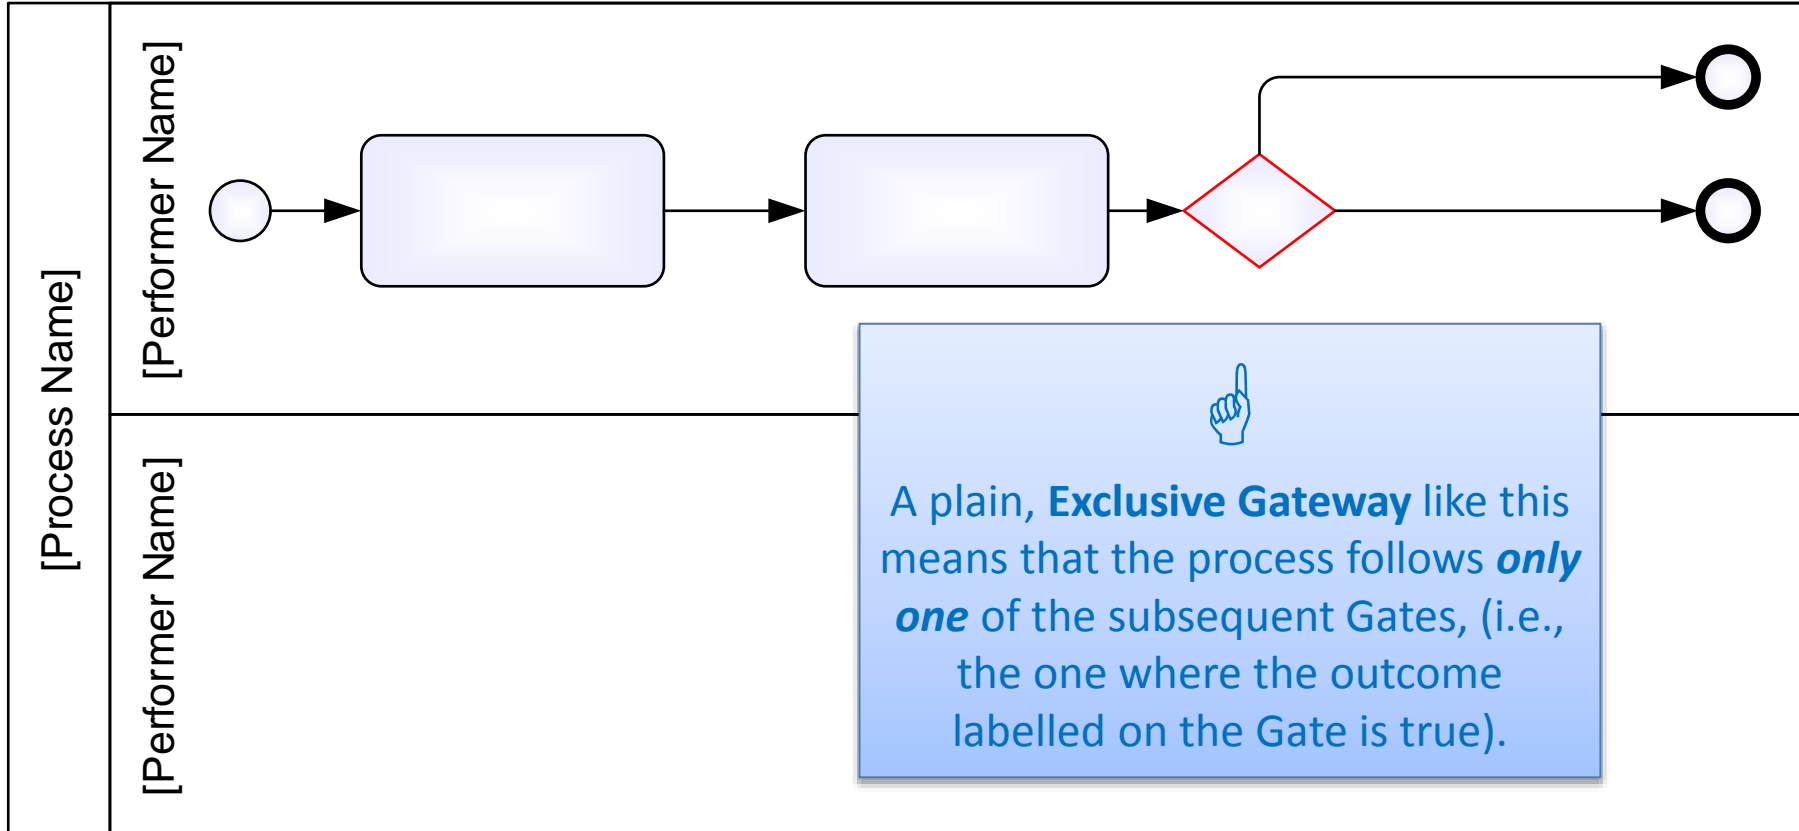 [Process Name]
[Performer Name]
[Performer Name]
A plain, Exclusive Gateway like this
means that the process follows only
one of the subsequent Gates, (i.e.,
the one where the outcome
labelled on the Gate is true).